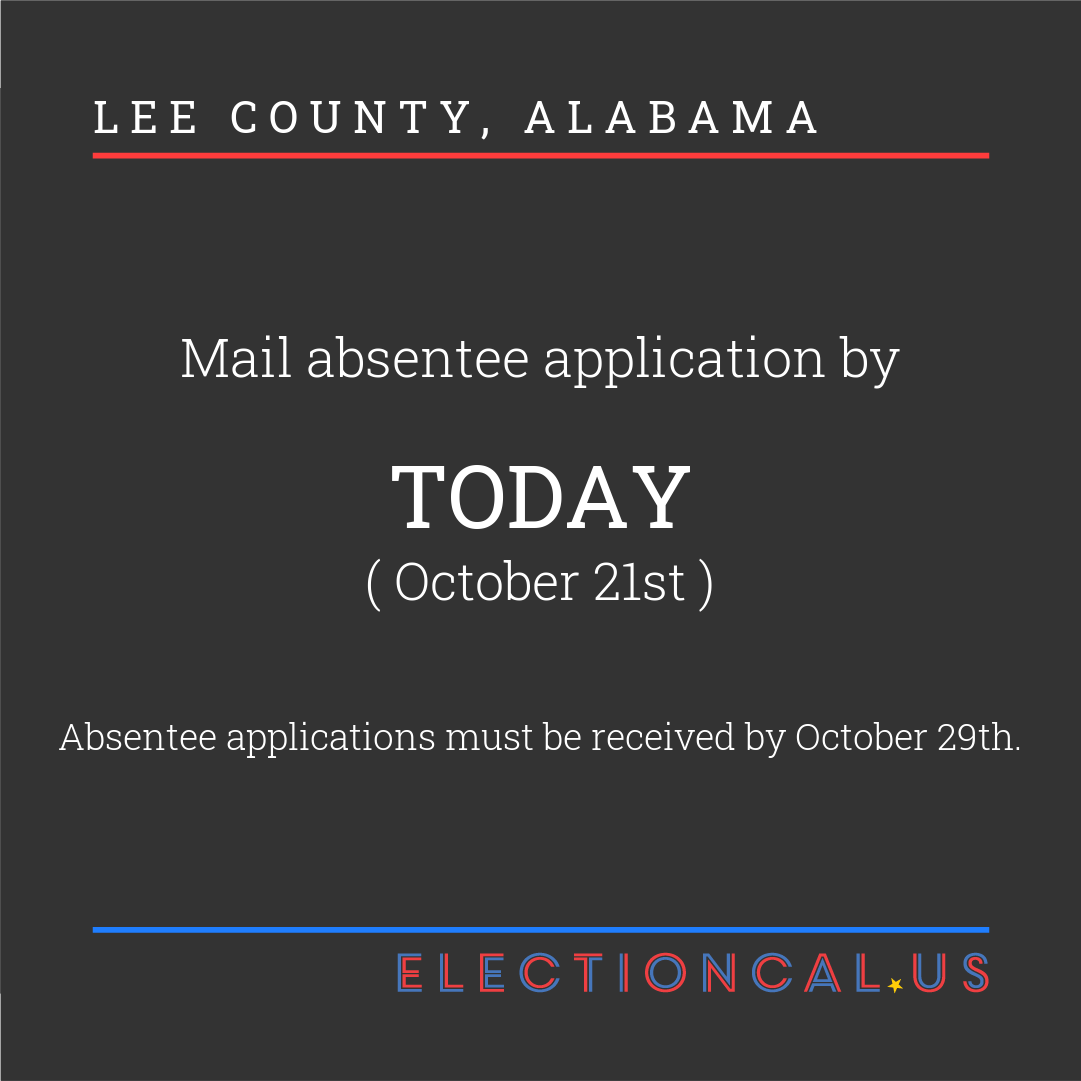 LEE COUNTY, ALABAMA
Mail absentee application by
TODAY
( October 21st )
Absentee applications must be received by October 29th.
ELECTIONCAL.US